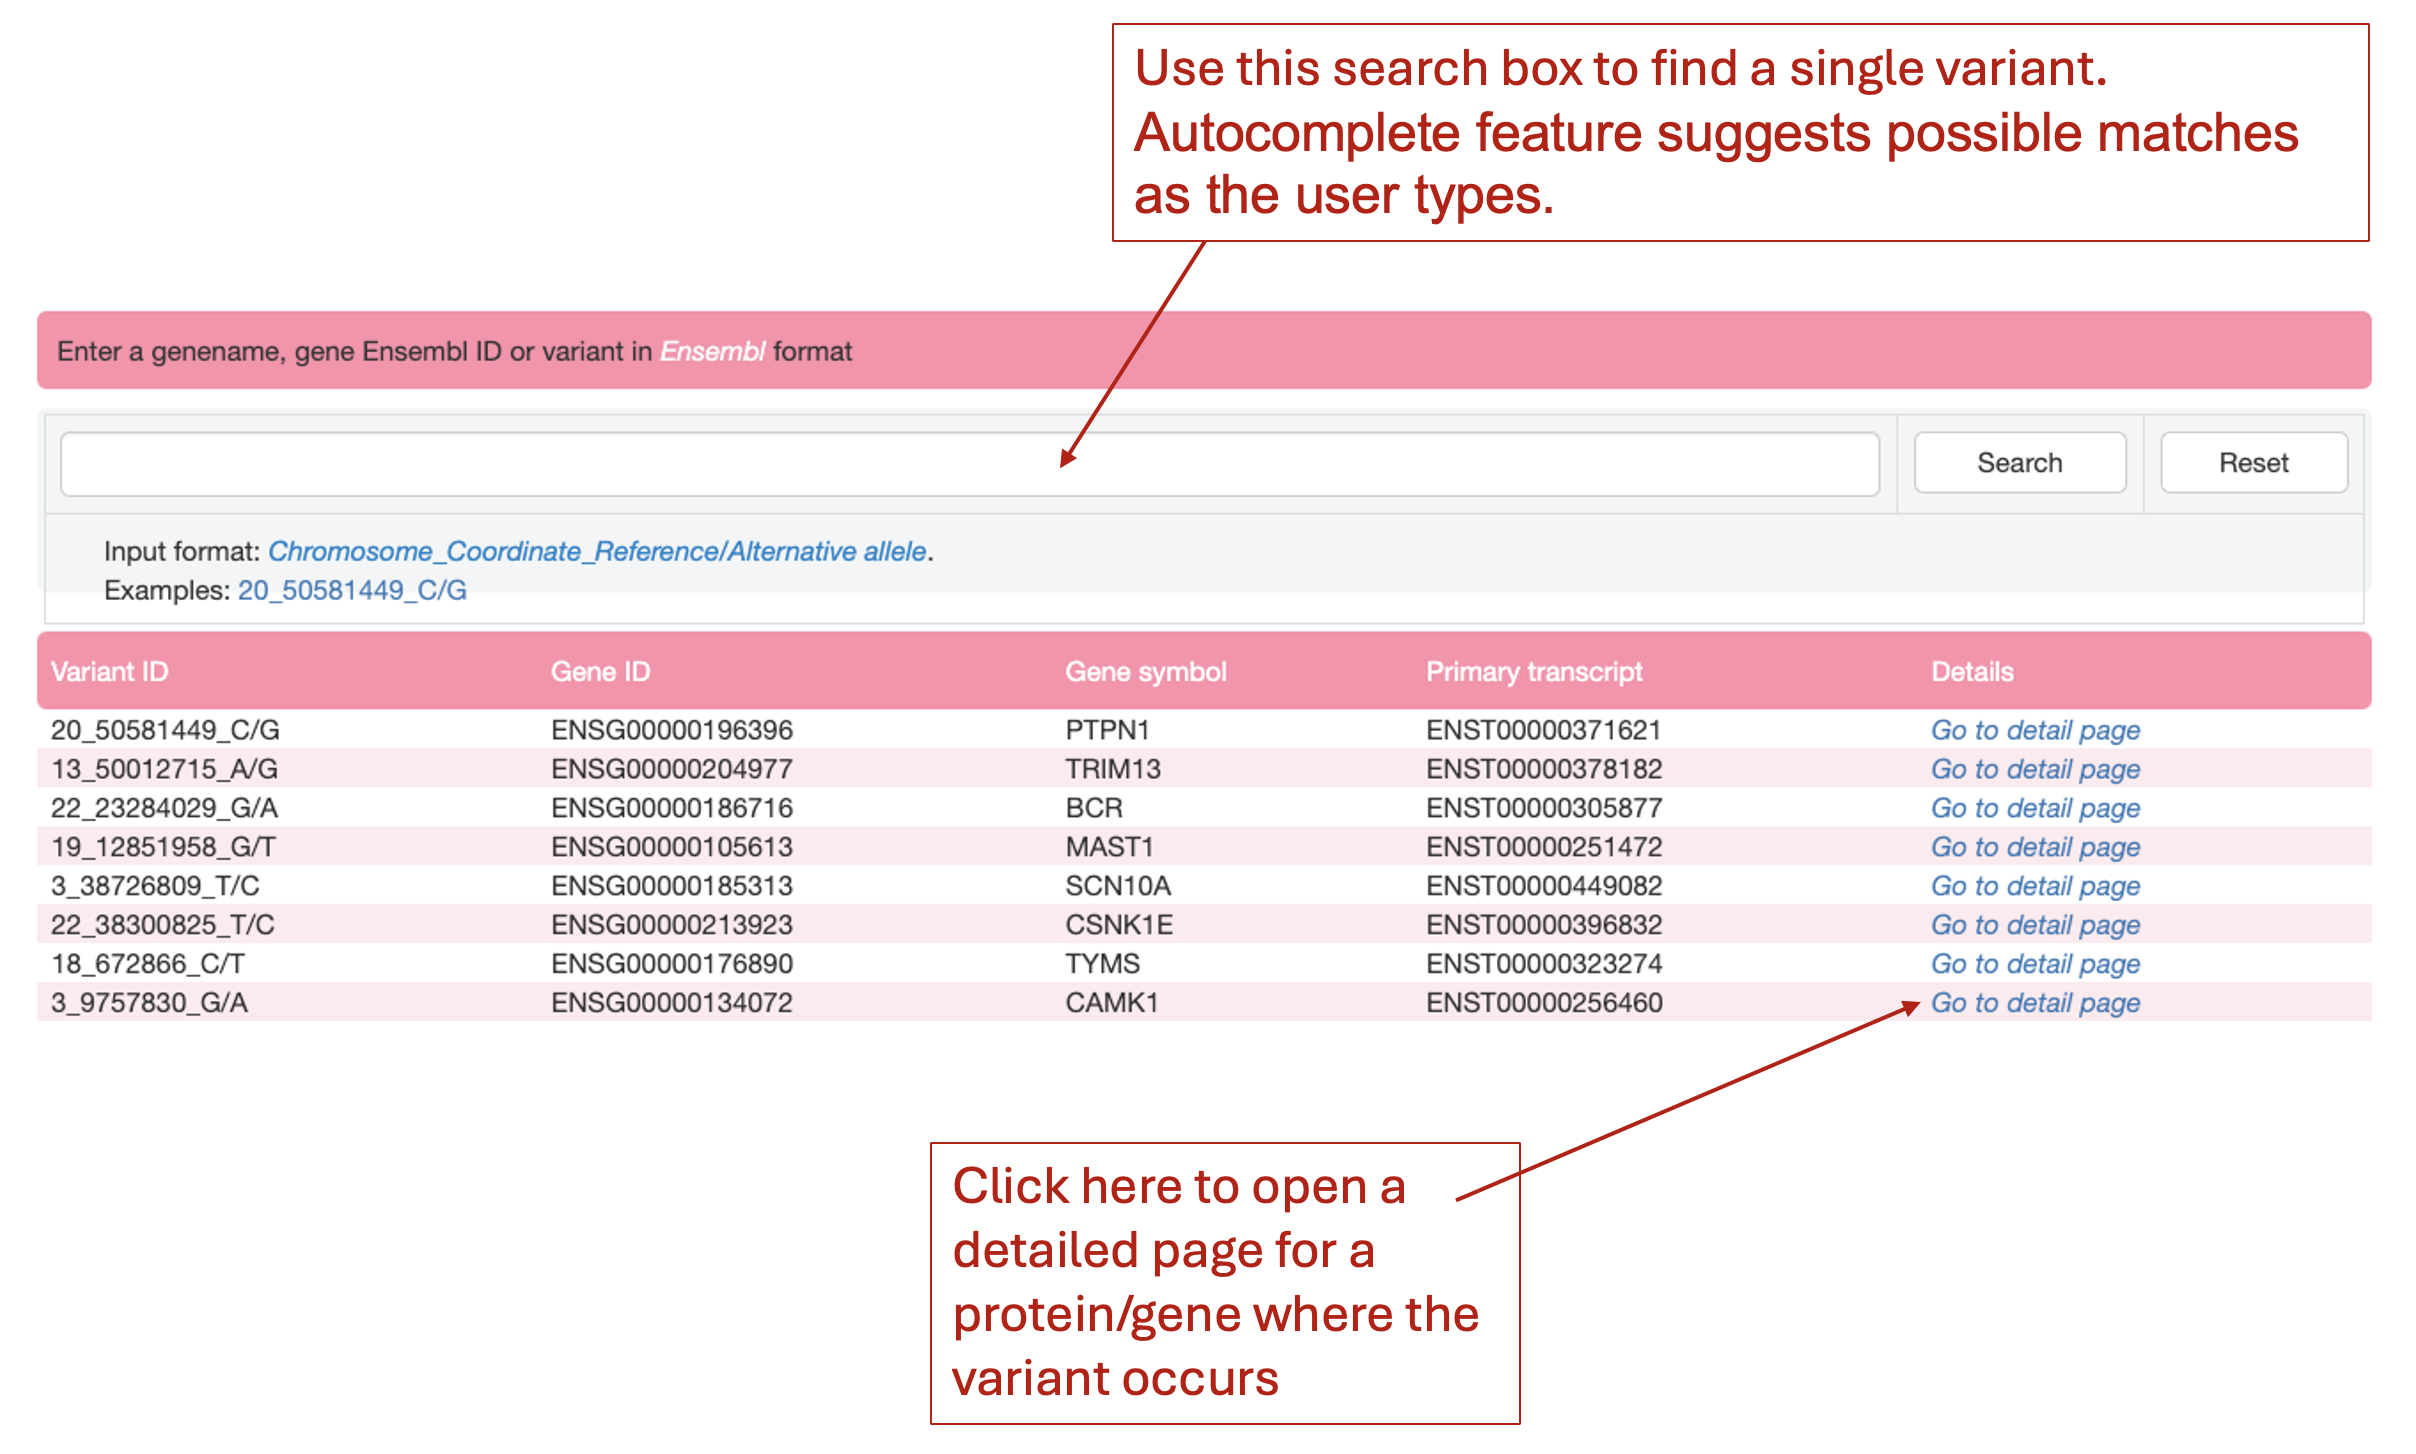 Use this search box to find a single variant.
Autocomplete feature suggests possible matches
as the user types.
Enter a genename, gene Ensembl ID or variant in Ensembl format
Search
Reset
Input format: Chromosome_Coordinate_Reference/Alternative allele.
Examples: 20_50581449_C/G
Variant ID Gene ID Gene symbol Primary transcript Details
20_50581449_C/G ENSG00000196396 PTPN1 ENST00000371621 Go to detail page
13_50012715_A/G ENSG00000204977 TRIM13 ENST00000378182 Go to detail page
22_23284029_G/A ENSG00000186716 BCR ENST00000305877 Go to detail page
19_12851958_G/T ENSG00000105613 MAST1 ENST00000251472 Go to detail page
3_38726809_T/C ENSG00000185313 SCN10A ENST00000449082 Go to detail page
22_38300825_T/C ENSG00000213923 CSNK1E ENST00000396832 Go to detail page
18_672866_C/T ENSG00000176890 TYMS ENST00000323274 Go to detail page
3_9757830_G/A ENSG00000134072 CAMK1 ENST00000256460 Go to detail page
Click here to open a
detailed page for a
protein/gene where the
variant occurs